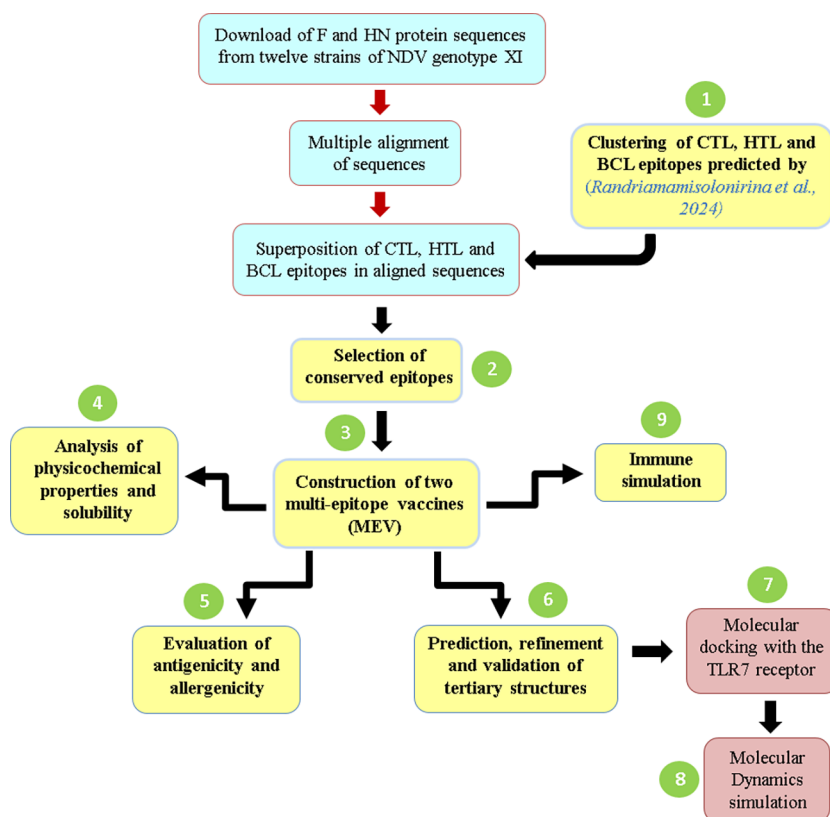 Download of F and HN protein sequences
from twelve strains of NDV genotype XI
1
Multiple alignment
of sequences
Clustering of CTL, HTL and
BCL epitopes predicted by
(Randriamamisolonirina et al.,
2024)
Superposition of CTL, HTL and
BCL epitopes in aligned sequences
Selection of
conserved epitopes
2
4
3
9
Analysis of
physicochemical
properties and
solubility
Construction of two
multi-epitope vaccines
(MEV)
Immune
simulation
5
6
7
Evaluation of
antigenicity and
allergenicity
Prediction, refinement
and validation of
tertiary structures
Molecular
docking with the
TLR7 receptor
8
Molecular
Dynamics
simulation